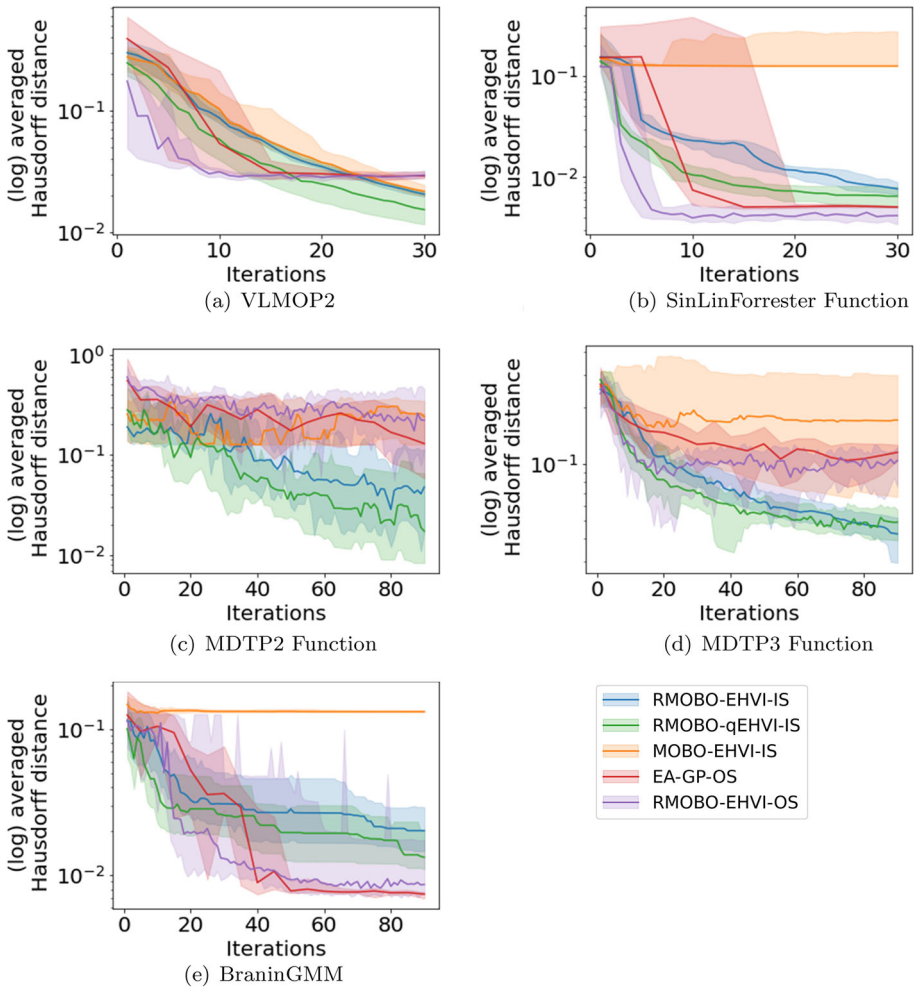 (log) averaged
Hausdorff distance
10⁻¹
10⁻²
0
10
20
30
Iterations
(a) VLMOP2
(log) averaged
Hausdorff distance
10⁻¹
10⁻²
0
10
20
30
Iterations
(b) SinLinForrester Function
(log) averaged
Hausdorff distance
10⁰
10⁻¹
10⁻²
0
20
40
60
80
Iterations
(c) MDTP2 Function
(log) averaged
Hausdorff distance
10⁻¹
0
20
40
60
80
Iterations
(d) MDTP3 Function
(log) averaged
Hausdorff distance
10⁻¹
10⁻²
0
20
40
60
80
Iterations
(e) BraninGMM
RMOBO-EHVI-IS
RMOBO-qEHVI-IS
MOBO-EHVI-IS
EA-GP-OS
RMOBO-EHVI-OS